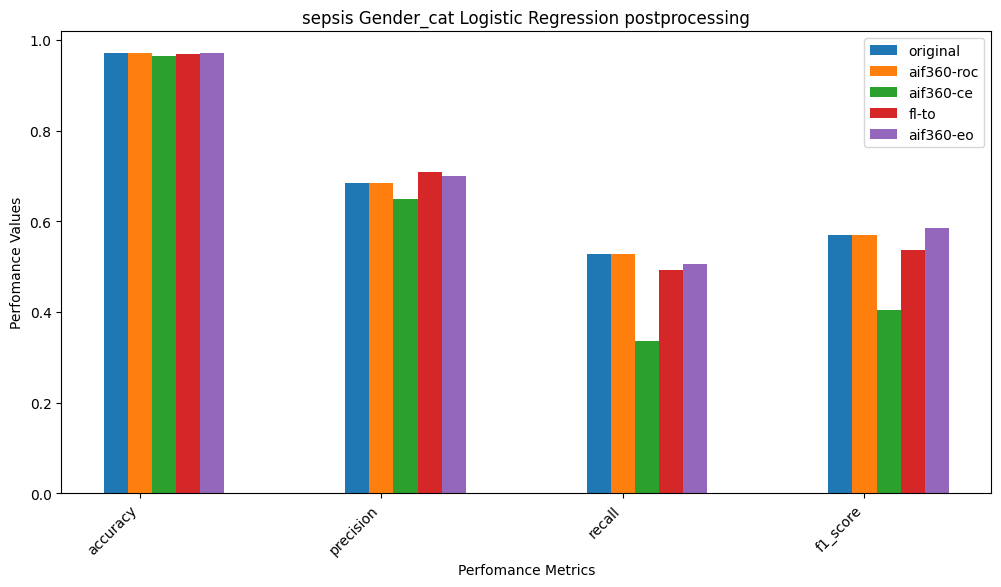 sepsis Gender_cat Logistic Regression postprocessing
original
aif360-roc
aif360-ce
fl-to
aif360-eo
Perfomance Values
1.0
0.8
0.6
0.4
0.2
0.0
accuracy
precision
recall
f1_score
Perfomance Metrics